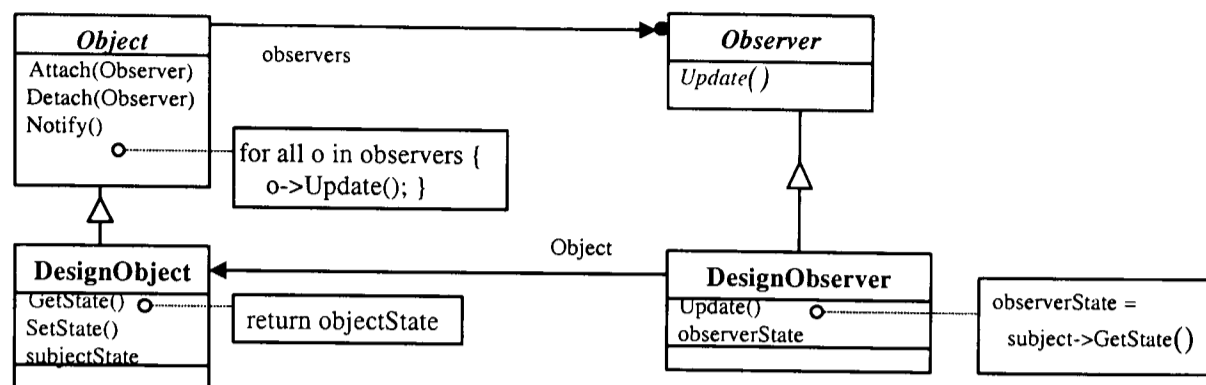 Object
Attach(Observer)
Detach(Observer)
Notify()
observers
Observer
Update()
for all o in observers {
o->Update(); }
DesignObject
GetState()
SetState()
subjectState
return objectState
Object
DesignObserver
Update()
observerState
observerState =
subject->GetState()